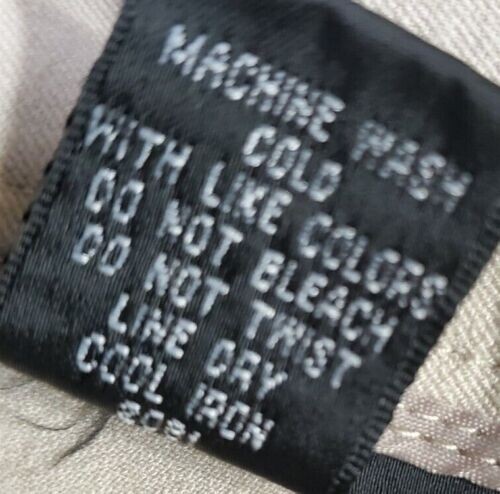 MACHINE WASH
COLD
WITH LIKE COLORS
DO NOT BLEACH
DO NOT TWIST
LINE DRY
COOL IRON